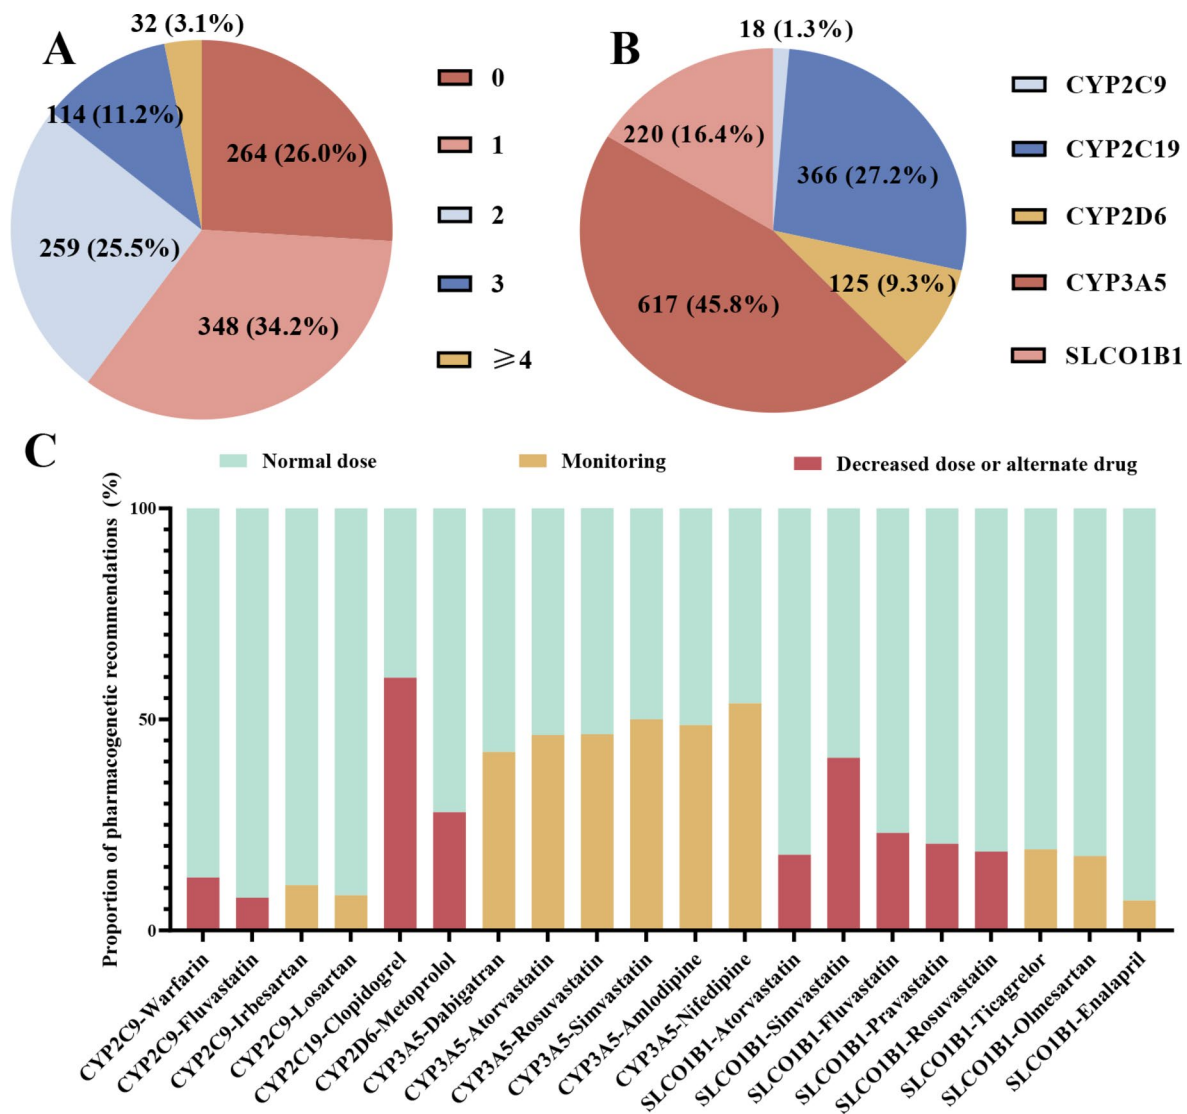 A
32 (3.1%)
114 (11.2%)
264 (26.0%)
259 (25.5%)
348 (34.2%)
0
1
2
3
⩾4
B
18 (1.3%)
220 (16.4%)
366 (27.2%)
125 (9.3%)
617 (45.8%)
CYP2C9
CYP2C19
CYP2D6
CYP3A5
SLCO1B1
C
Normal dose
Monitoring
Decreased dose or alternate drug
Proportion of pharmacogenetic recommendations (%)
100
50
0
CYP2C9-Warfarin
CYP2C9-Fluvastatin
CYP2C9-Irbesartan
CYP2C9-Losartan
CYP2C19-Clopidogrel
CYP2D6-Metoprolol
CYP3A5-Dabigatran
CYP3A5-Atorvastatin
CYP3A5-Rosuvastatin
CYP3A5-Simvastatin
CYP3A5-Amlodipine
CYP3A5-Nifedipine
SLCO1B1-Atorvastatin
SLCO1B1-Simvastatin
SLCO1B1-Fluvastatin
SLCO1B1-Pravastatin
SLCO1B1-Rosuvastatin
SLCO1B1-Ticagrelor
SLCO1B1-Olmesartan
SLCO1B1-Enalapril